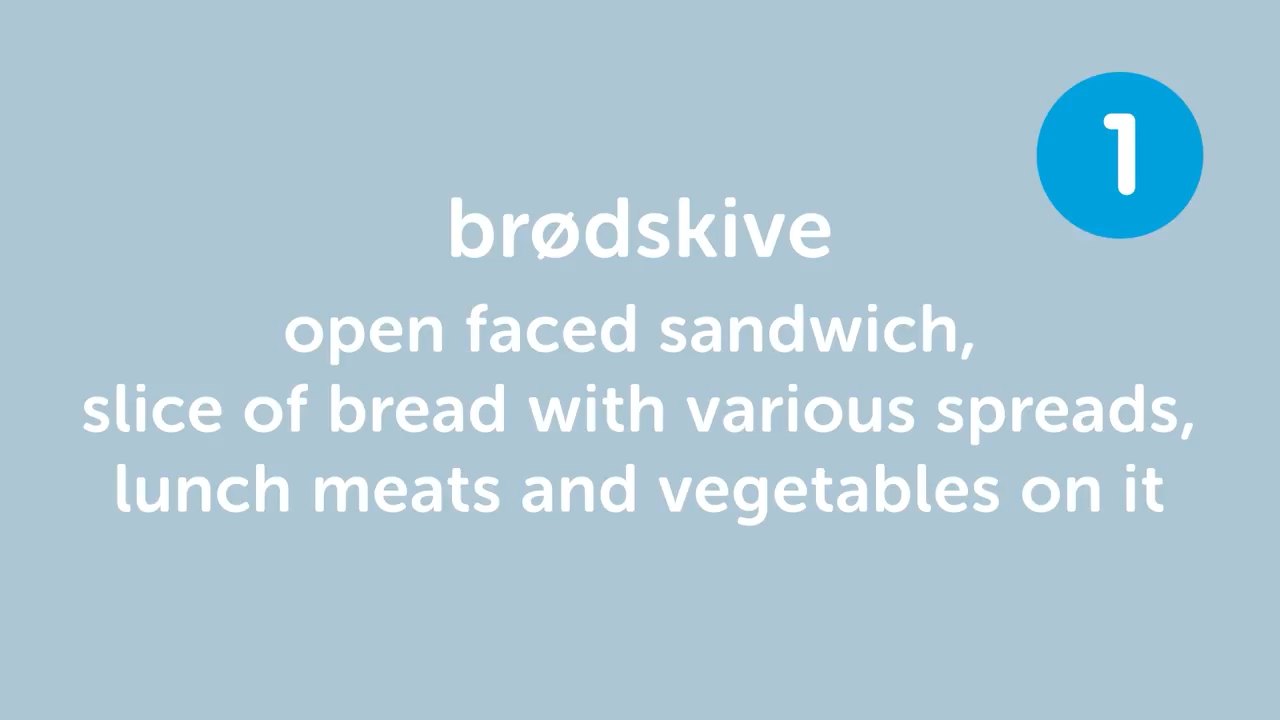 1
brødskive
open faced sandwich,
slice of bread with various spreads,
lunch meats and vegetables on it